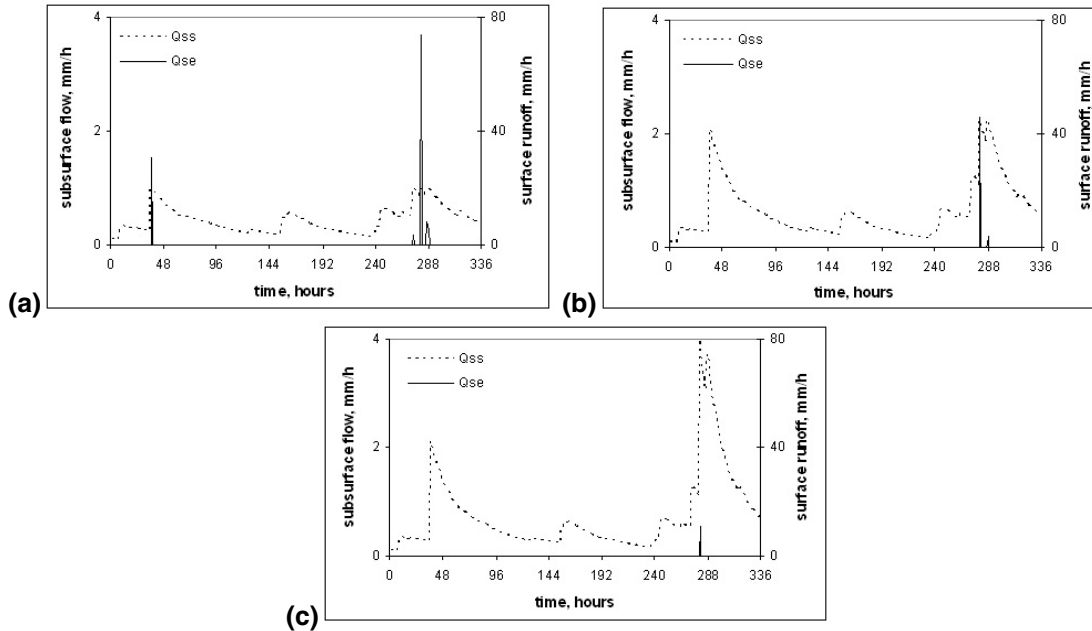 4
2
0
subsurface flow, mm/h
Qss
Qse
80
40
0
surface runoff, mm/h
0 48 96 144 192 240 288 336
time, hours
(a)
4
2
0
subsurface flow, mm/h
Qss
Qse
80
40
0
surface runoff, mm/h
0 48 96 144 192 240 288 336
time, hours
(b)
4
2
0
subsurface flow, mm/h
Qss
Qse
80
40
0
surface runoff, mm/h
0 48 96 144 192 240 288 336
time, hours
(c)